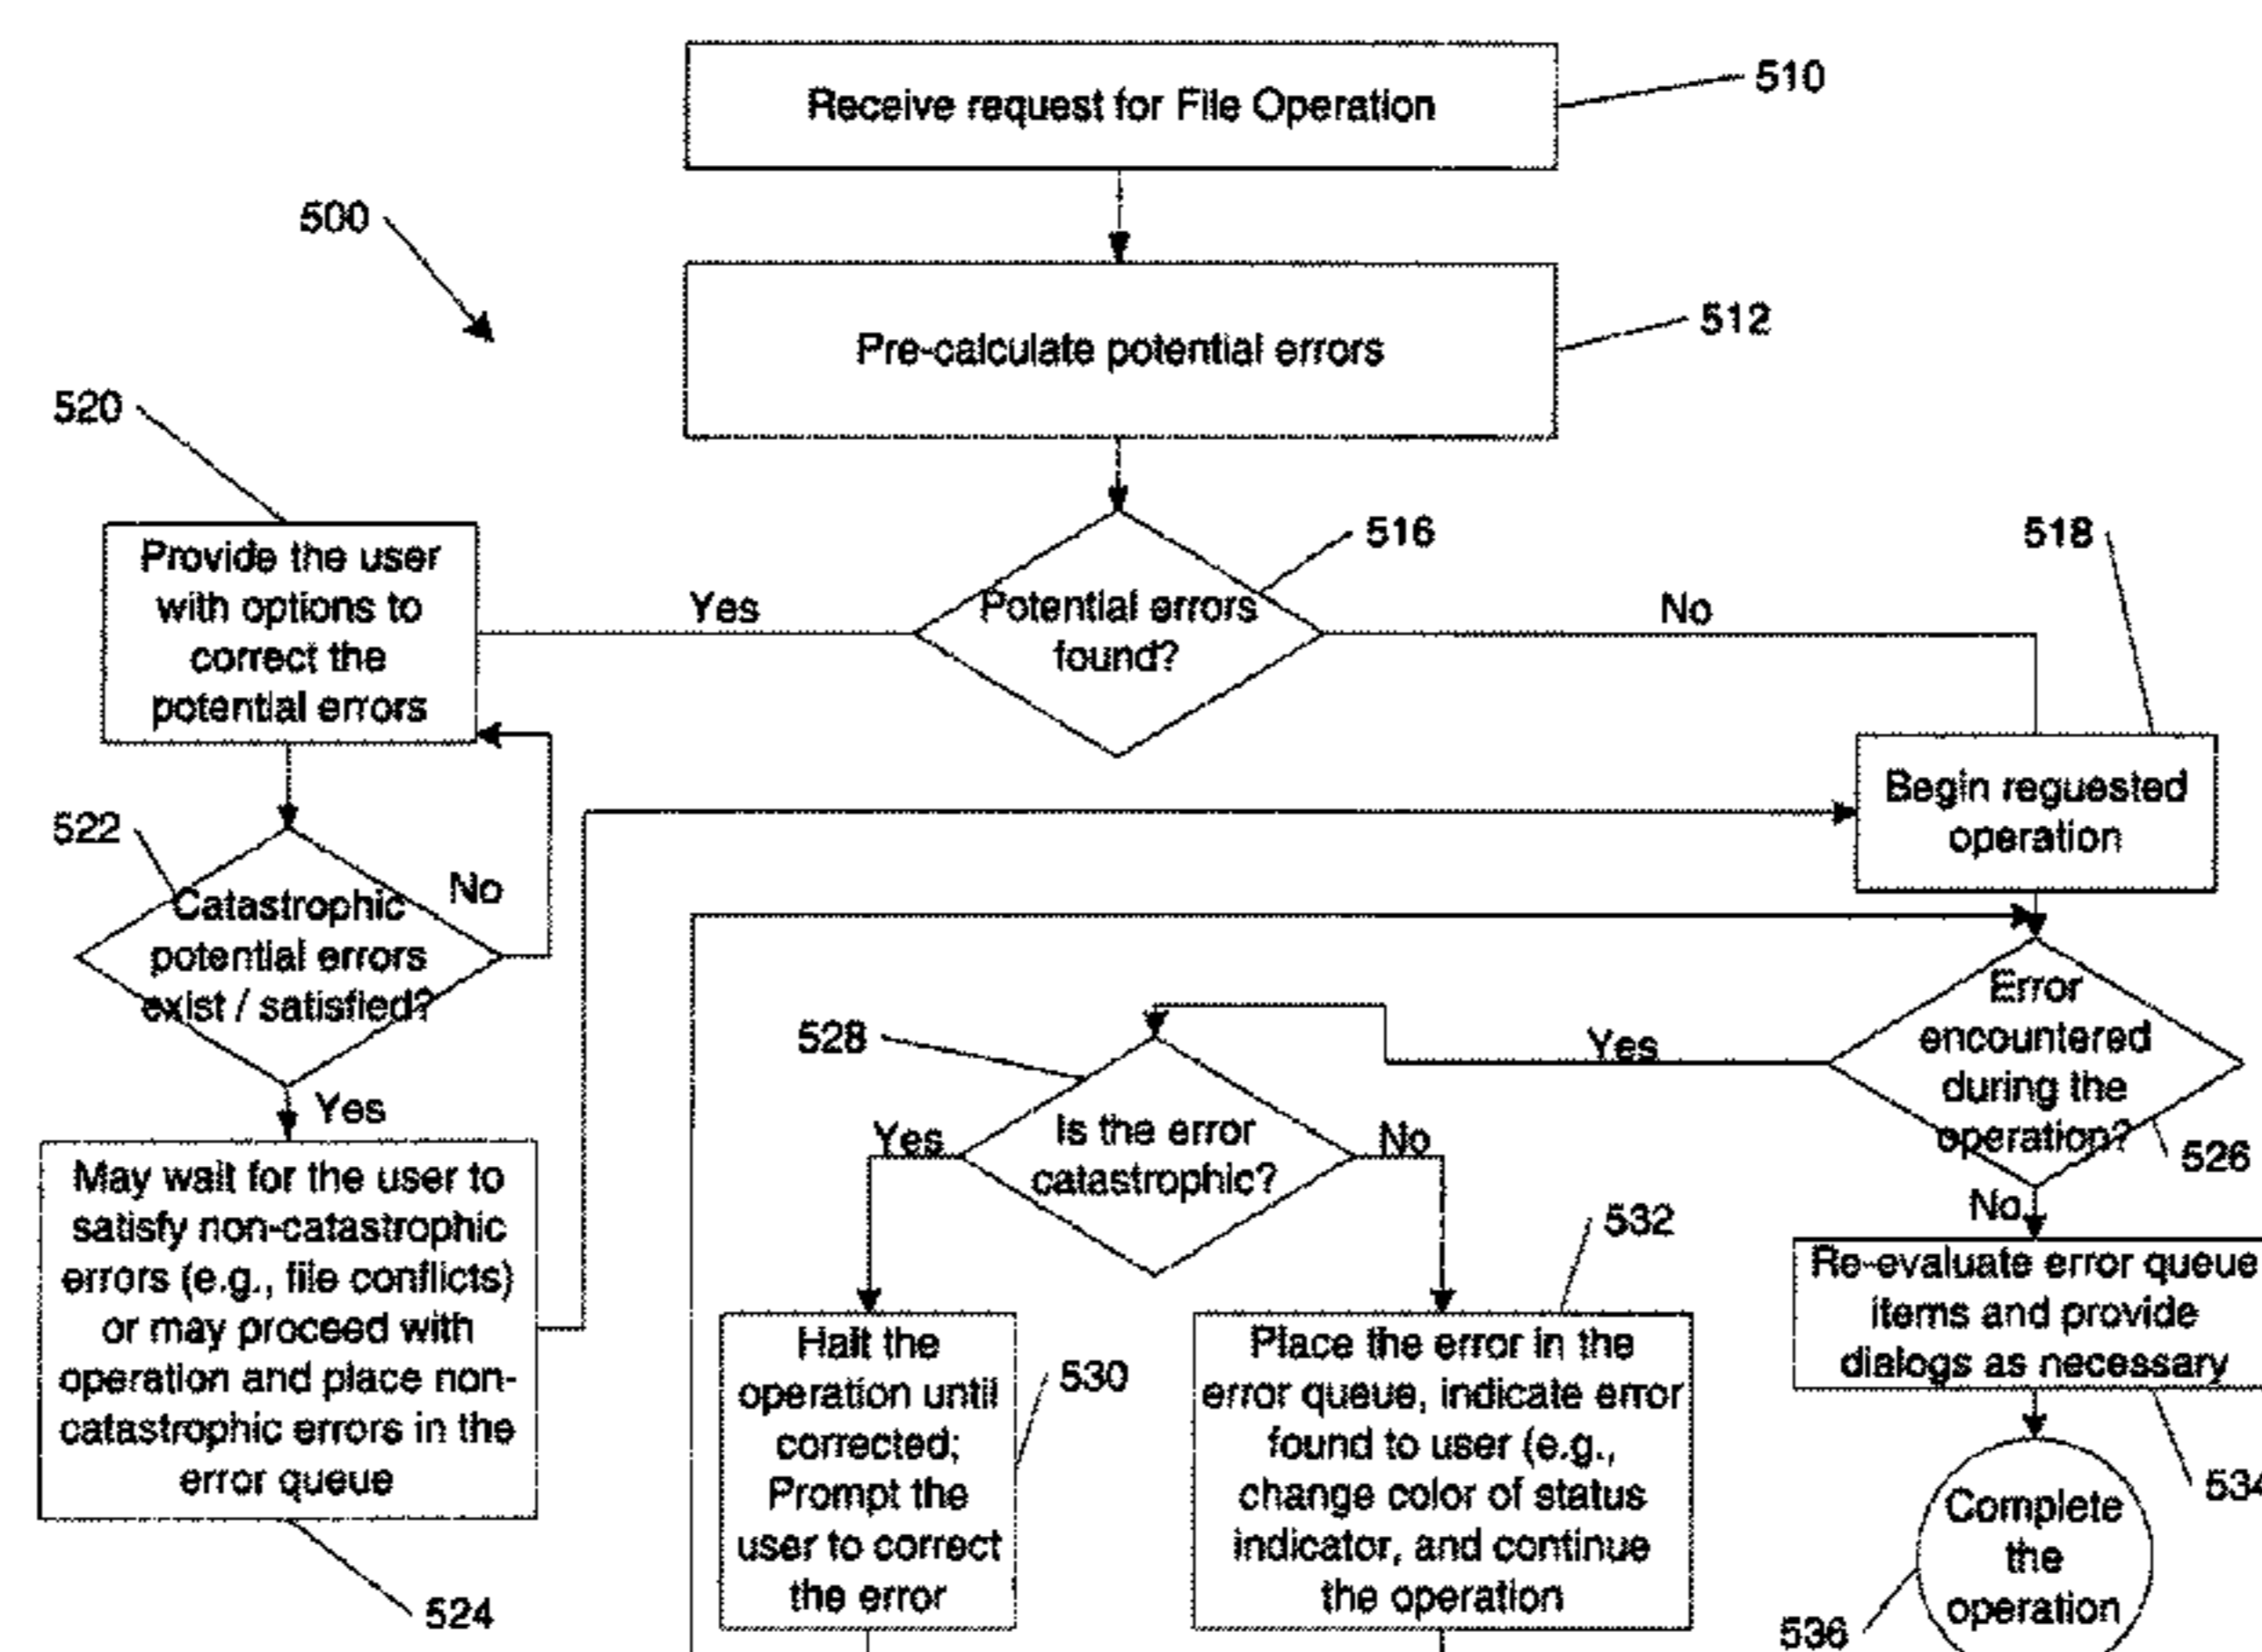 Receive request for File Operation
510
500
Pre-calculate potential errors
512
520
Provide the user
with options to
correct the
potential errors
Yes
Potential errors
found?
516
No
518
Begin reguested
operation
522
Catastrophic
potential errors
exist / satisfied?
No
Yes
May wait for the user to
satisfy non-catastrophic
errors (e.g., file conflicts)
or may proceed with
operation and place non-
catastrophic errors in the
error queue
524
Error
encountered
during the
operation?
526
Yes
528
Is the error
catastrophic?
Yes
No
Halt the
operation until
corrected;
Prompt the
user to correct
the error
530
532
Place the error in the
error queue, indicate error
found to user (e.g.,
change color of status
indicator, and continue
the operation
No
Re-evaluate error queue
items and provide
dialogs as necessary
534
Complete
the
operation
536